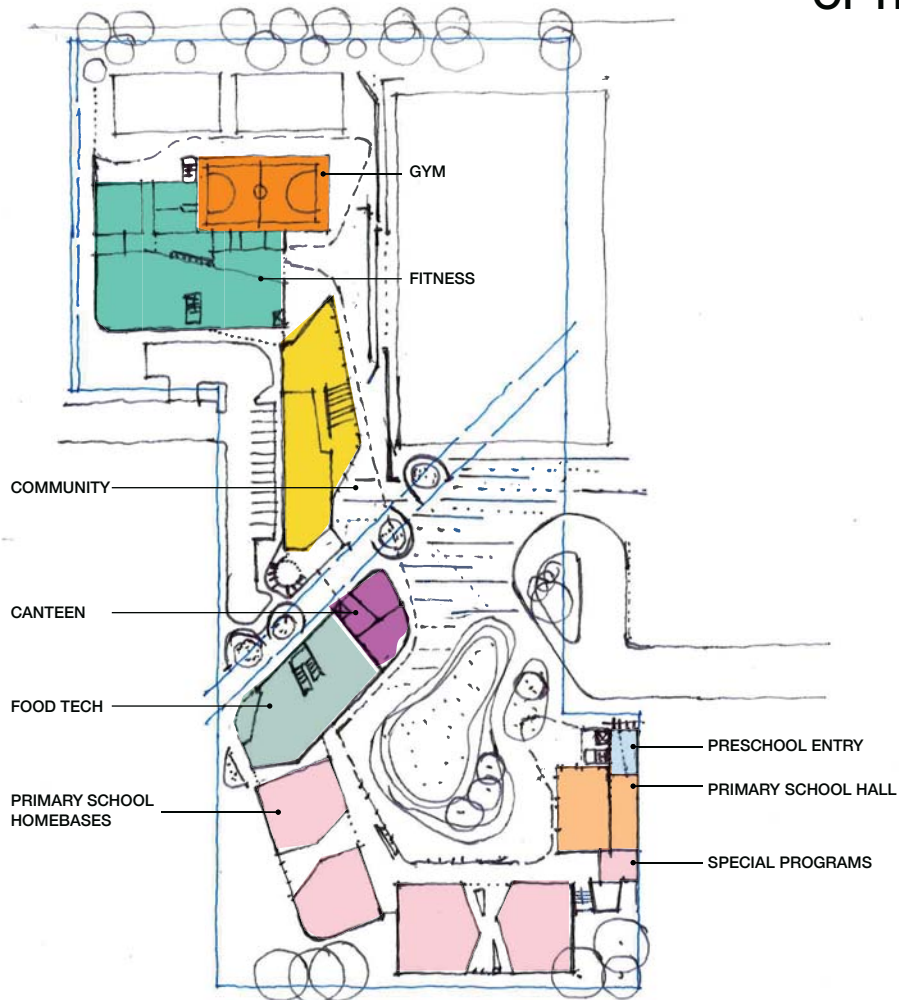 GYM
FITNESS
COMMUNITY
CANTEEN
FOOD TECH
PRESCHOOL ENTRY
PRIMARY SCHOOL HALL
PRIMARY SCHOOL
HOMEBASES
SPECIAL PROGRAMS